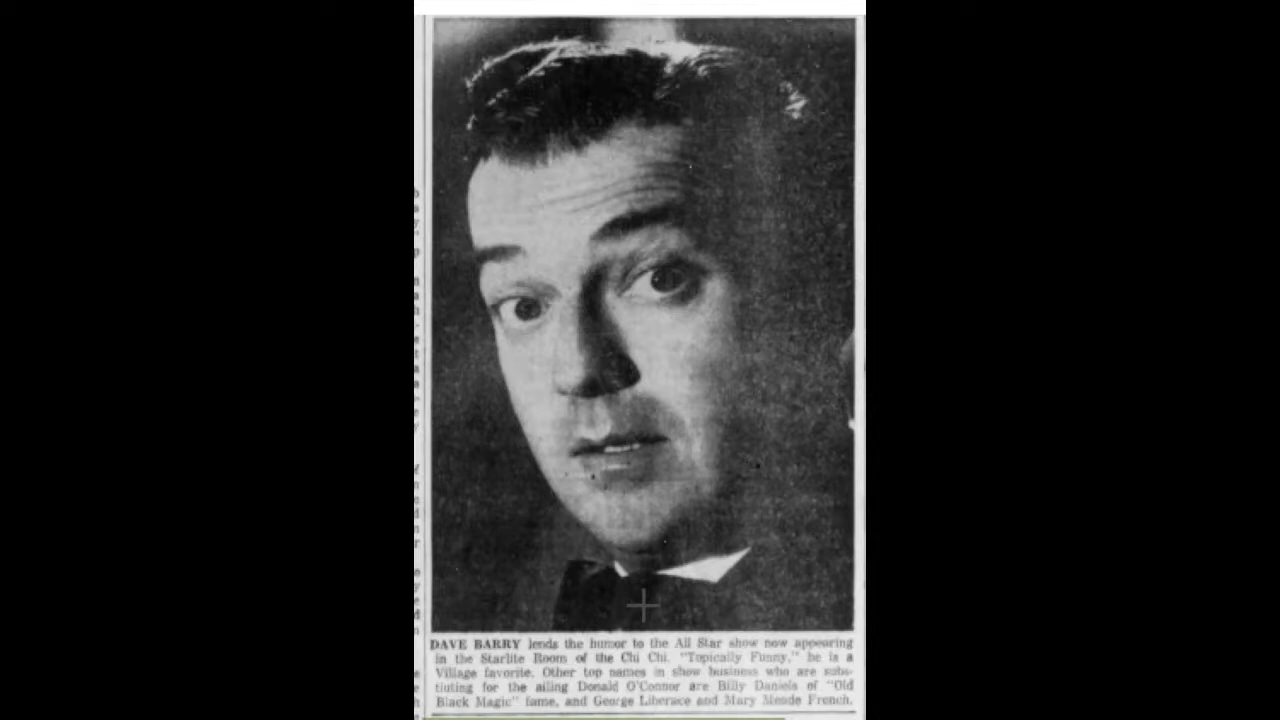 DAVE BARRY lends the humor to the All Star show now appearing
in the Starlite Room of the Chi Chi. "Topically Funny," he is a
Village favorite. Other top names in show business who are subs-
tiuting for the ailing Donald O'Connor are Billy Daniels of "Old
Black Magic" fame, and George Liberace and Mary Meade French.